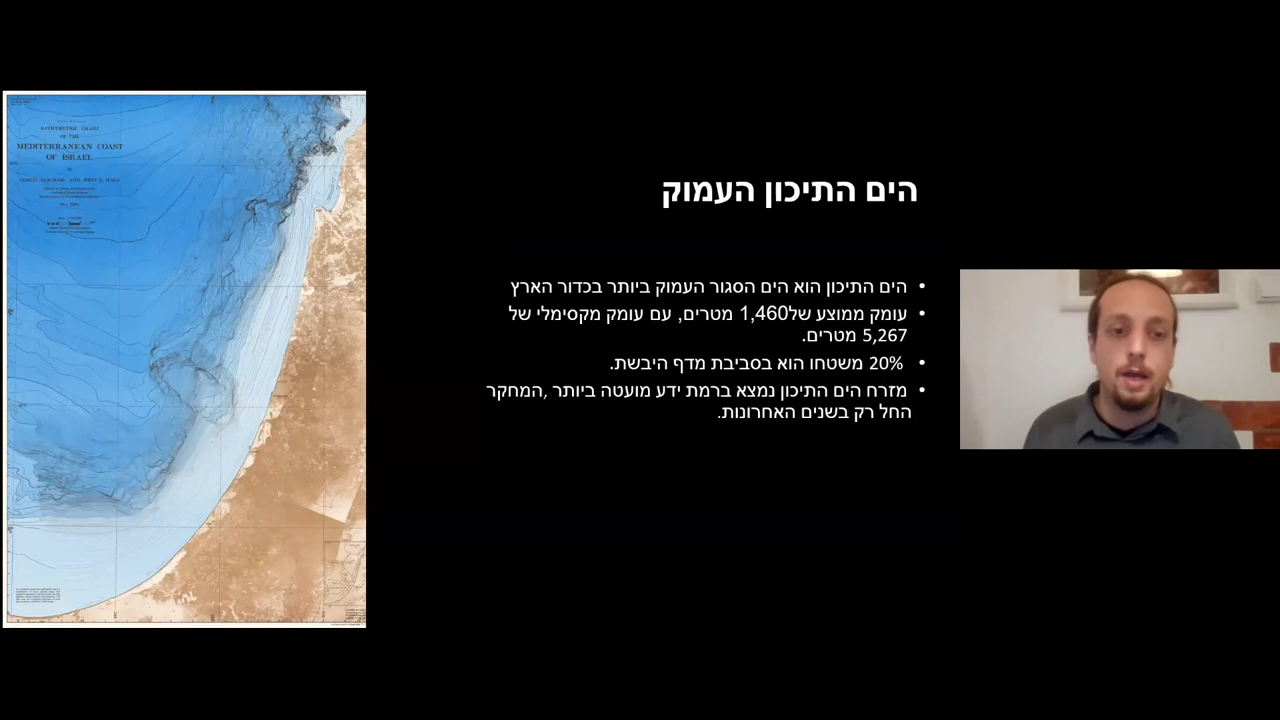 BATHYMETRIC CHART
OF THE
MEDITERRANEAN COAST
OF ISRAEL
הים התיכון העמוק
• הים התיכון הוא הים הסגור העמוק ביותר בכדור הארץ
• עומק ממוצע של1,460 מטרים, עם עומק מקסימלי של
5,267 מטרים.
• 20% משטחו הוא בסביבת מדף היבשת.
• מזרח הים התיכון נמצא ברמת ידע מועטה ביותר ,המחקר
החל רק בשנים האחרונות.